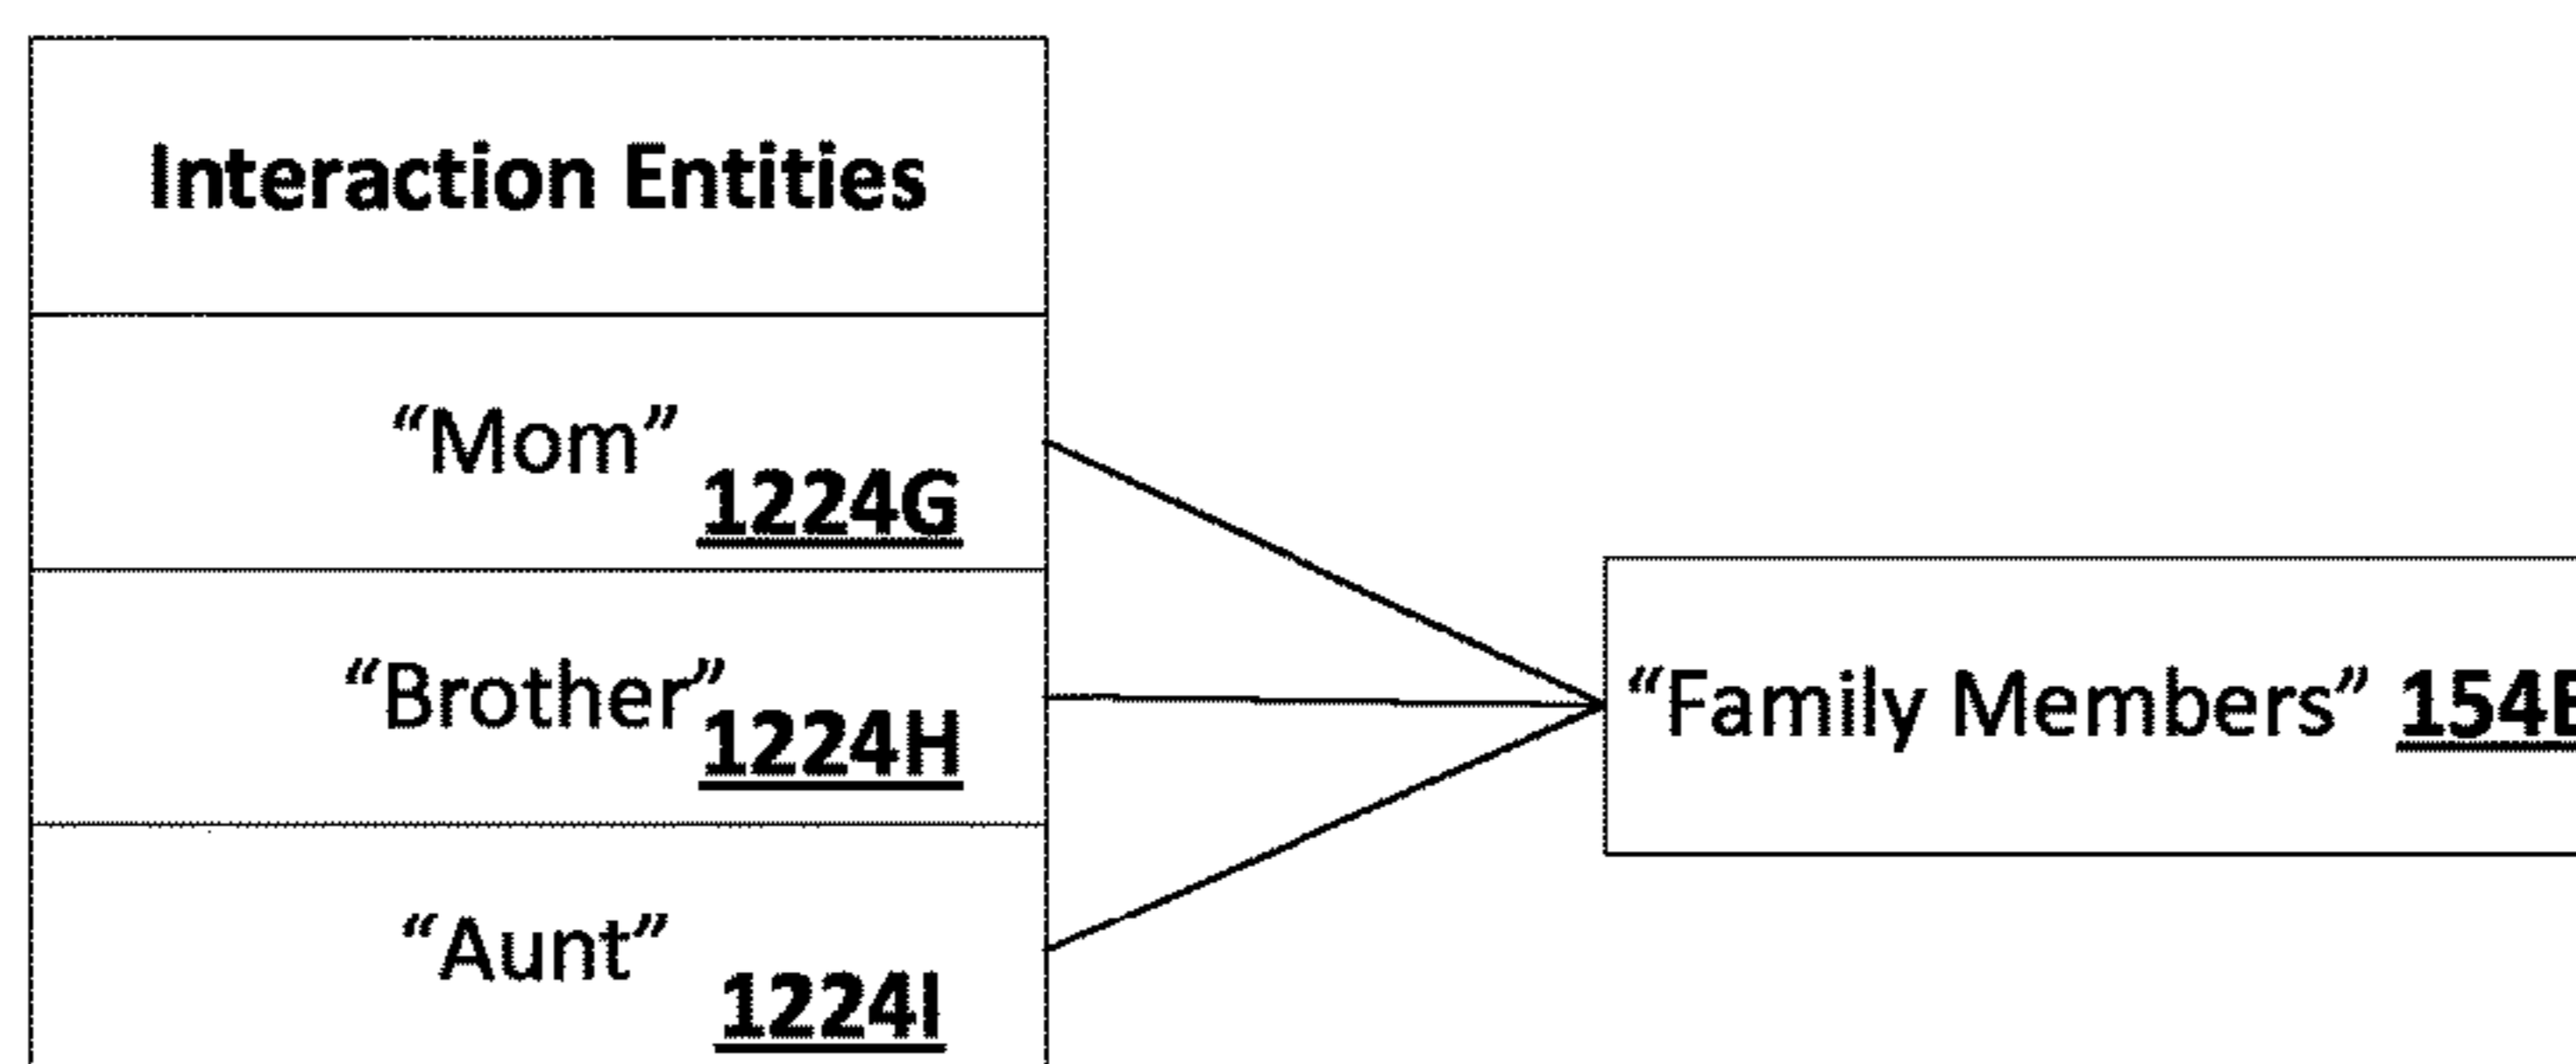 Interaction Entities
“Mom”
1224G
“Brother”
1224H
“Family Members”
“Aunt”
1224I